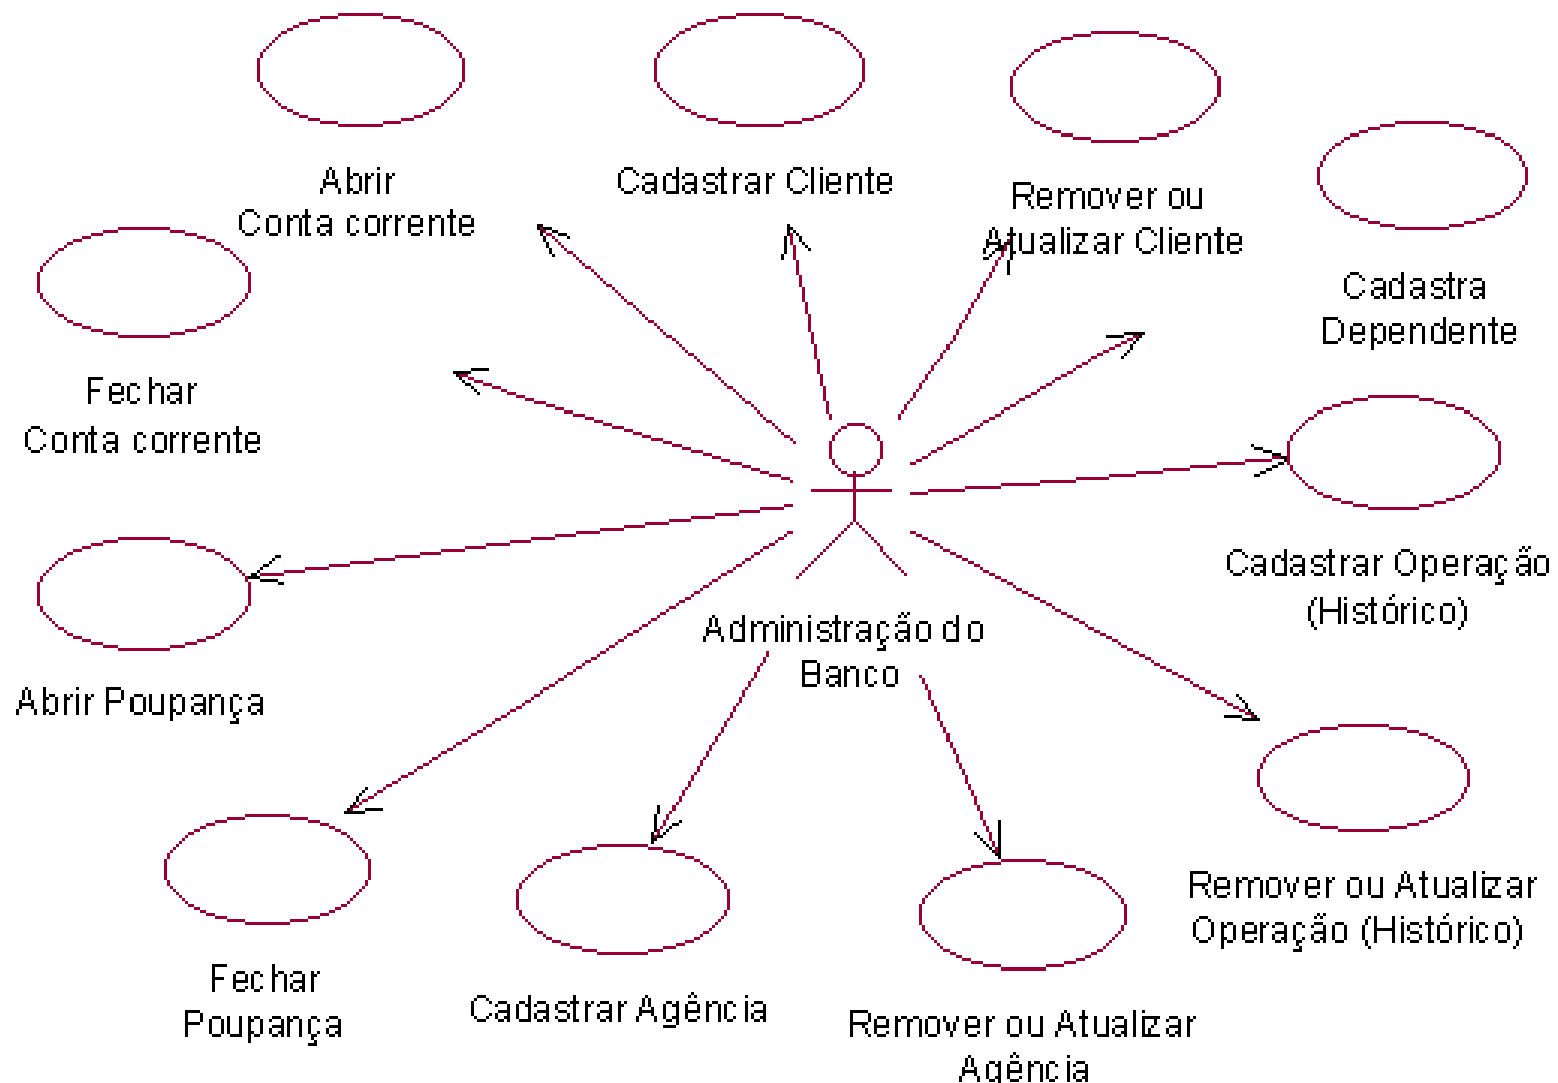 Abrir
Conta corrente
Cadastrar Cliente
Remover ou
Atualizar Cliente
Cadastra
Dependente
Fechar
Conta corrente
Cadastrar Operação
(Histórico)
Administração do
Banco
Abrir Poupança
Remover ou Atualizar
Operação (Histórico)
Fechar
Poupança
Cadastrar Agência
Remover ou Atualizar
Agência